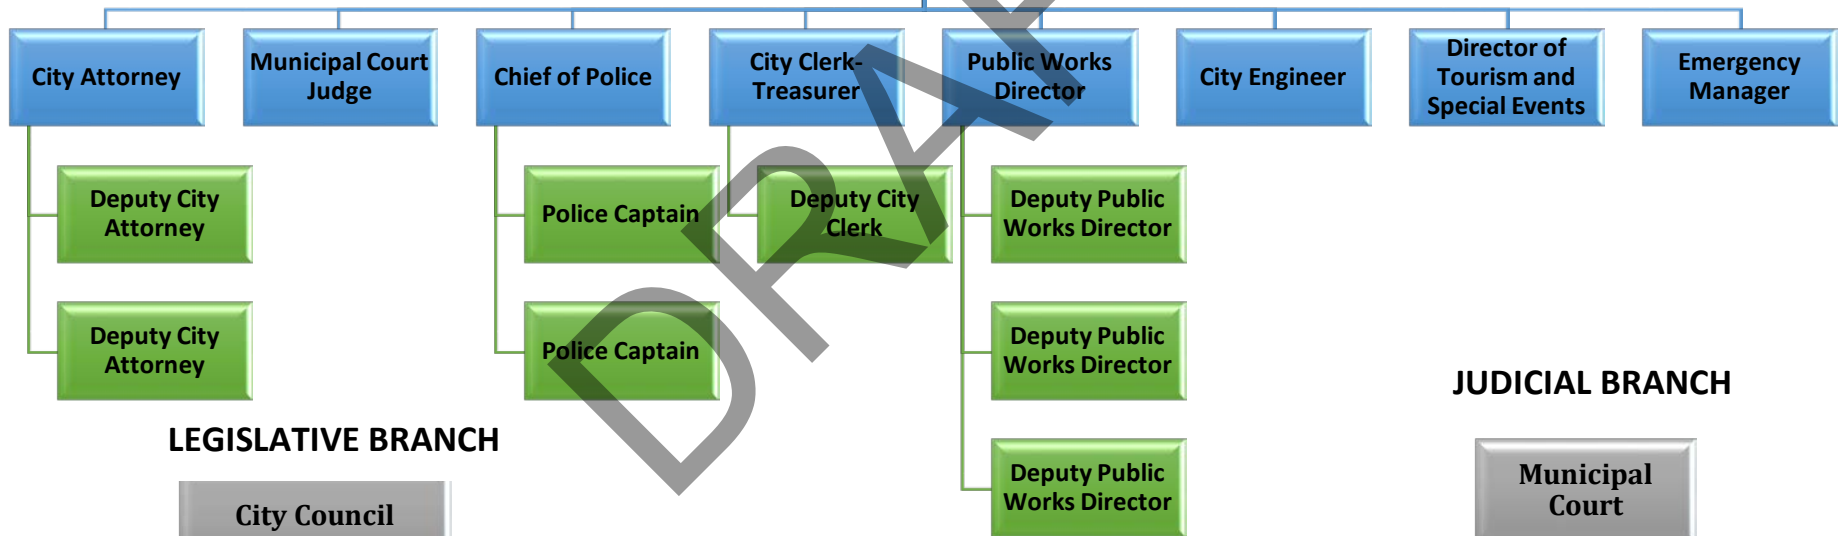 City Attorney
Municipal Court
Judge
Chief of Police
City Clerk-
Treasurer
Public Works
Director
City Engineer
Director of
Tourism and
Special Events
Emergency
Manager
Deputy City
Attorney
Police Captain
Deputy City
Clerk
Deputy Public
Works Director
Deputy City
Attorney
Police Captain
Deputy Public
Works Director
JUDICIAL BRANCH
LEGISLATIVE BRANCH
Deputy Public
Works Director
Municipal
Court
City Council